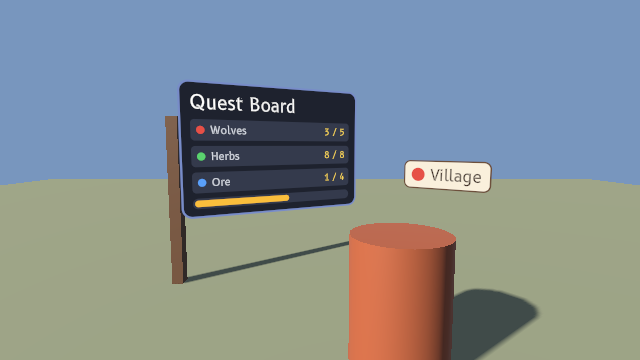 Quest Board
Wolves 3 / 5
Herbs 8 / 8
Ore 1 / 4
Village